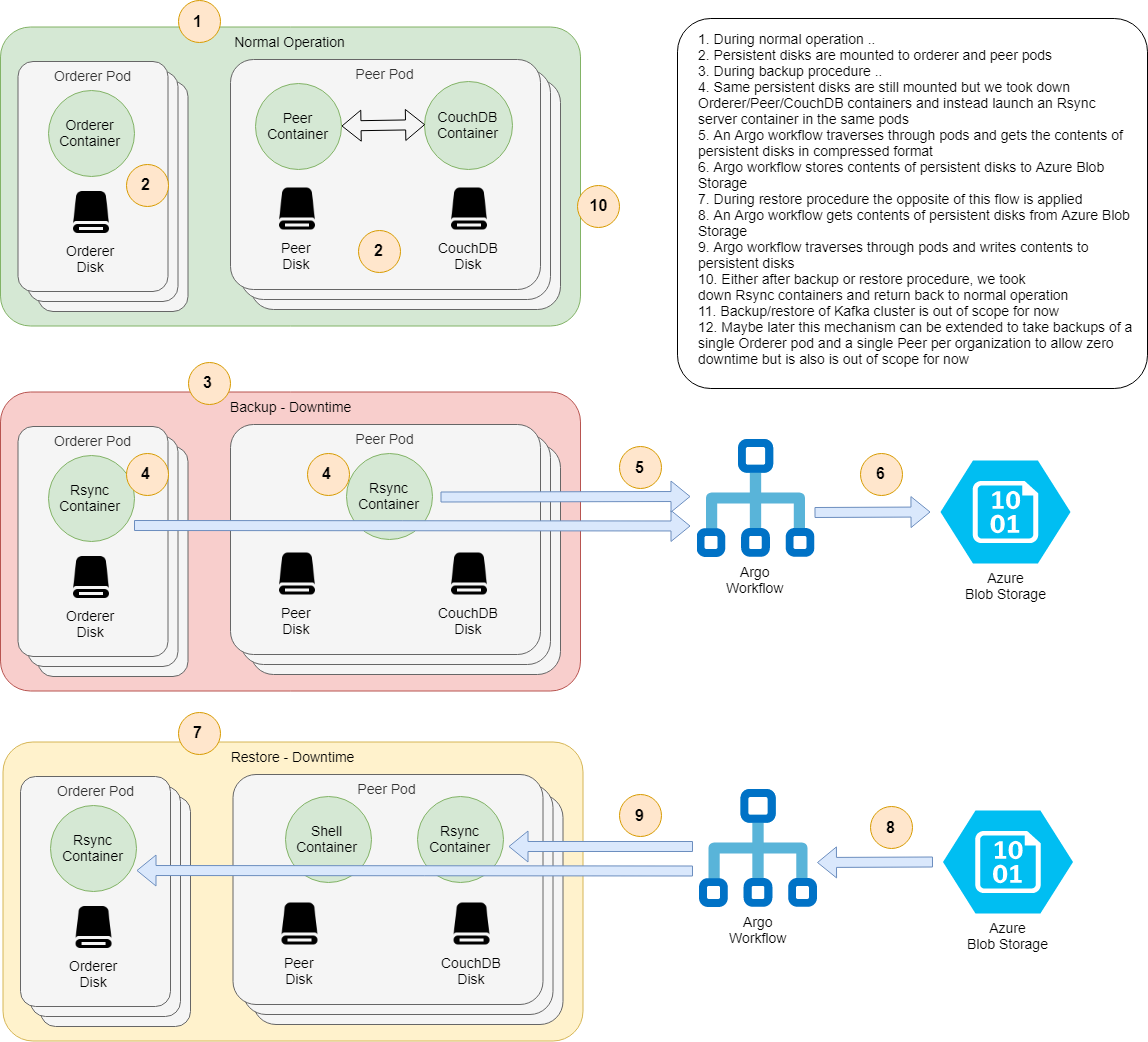 1
Normal Operation
Orderer Pod
Orderer
Container
2
Orderer
Disk
Peer Pod
Peer
Container
CouchDB
Container
Peer
Disk
2
CouchDB
Disk
10
1. During normal operation ..
2. Persistent disks are mounted to orderer and peer pods
3. During backup procedure ..
4. Same persistent disks are still mounted but we took down
Orderer/Peer/CouchDB containers and instead launch an Rsync
server container in the same pods
5. An Argo workflow traverses through pods and gets the contents of
persistent disks in compressed format
6. Argo workflow stores contents of persistent disks to Azure Blob
Storage
7. During restore procedure the opposite of this flow is applied
8. An Argo workflow gets contents of persistent disks from Azure Blob
Storage
9. Argo workflow traverses through pods and writes contents to
persistent disks
10. Either after backup or restore procedure, we took
down Rsync containers and return back to normal operation
11. Backup/restore of Kafka cluster is out of scope for now
12. Maybe later this mechanism can be extended to take backups of a
single Orderer pod and a single Peer per organization to allow zero
downtime but is also is out of scope for now
3
Backup - Downtime
Orderer Pod
Rsync
Container
4
Orderer
Disk
Peer Pod
4
Rsync
Container
Peer
Disk
CouchDB
Disk
5
Argo
Workflow
6
10
01
Azure
Blob Storage
7
Restore - Downtime
Orderer Pod
Rsync
Container
Orderer
Disk
Peer Pod
Shell
Container
Rsync
Container
Peer
Disk
CouchDB
Disk
9
Argo
Workflow
8
10
01
Azure
Blob Storage